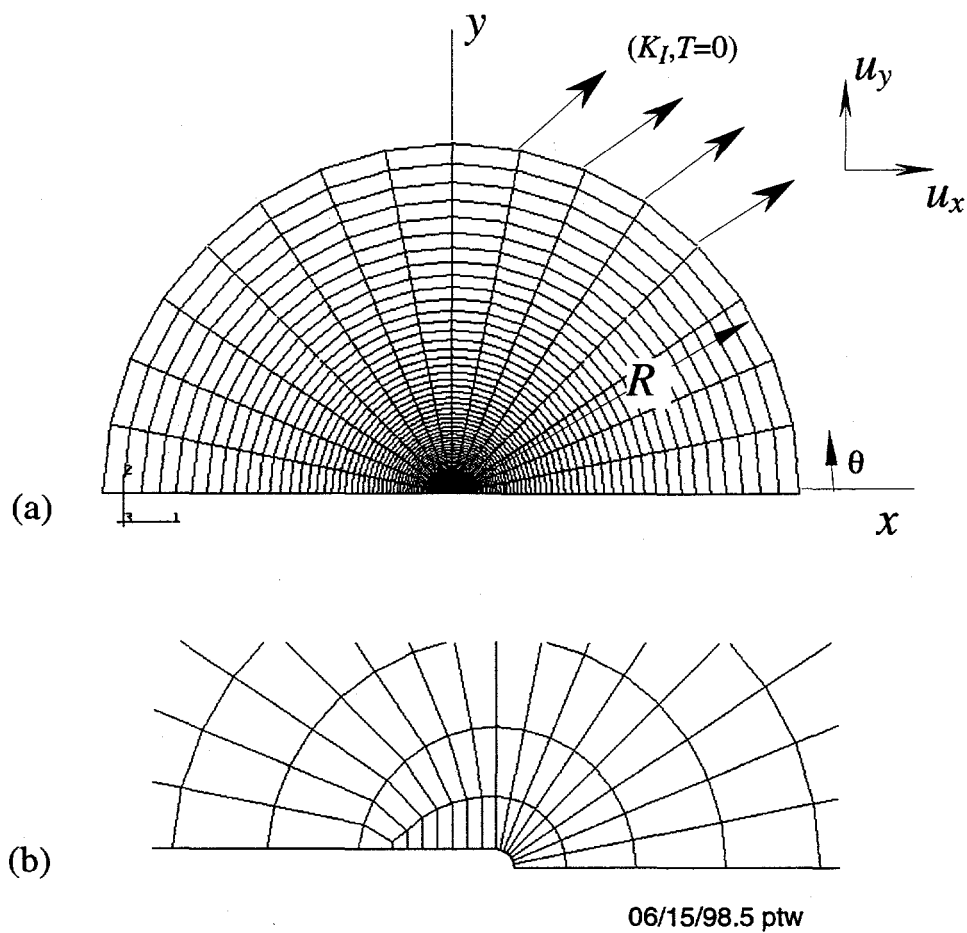 y
(K_I,T=0)
u_y
u_x
R
θ
(a)
2
3 1
x
(b)
06/15/98.5 ptw